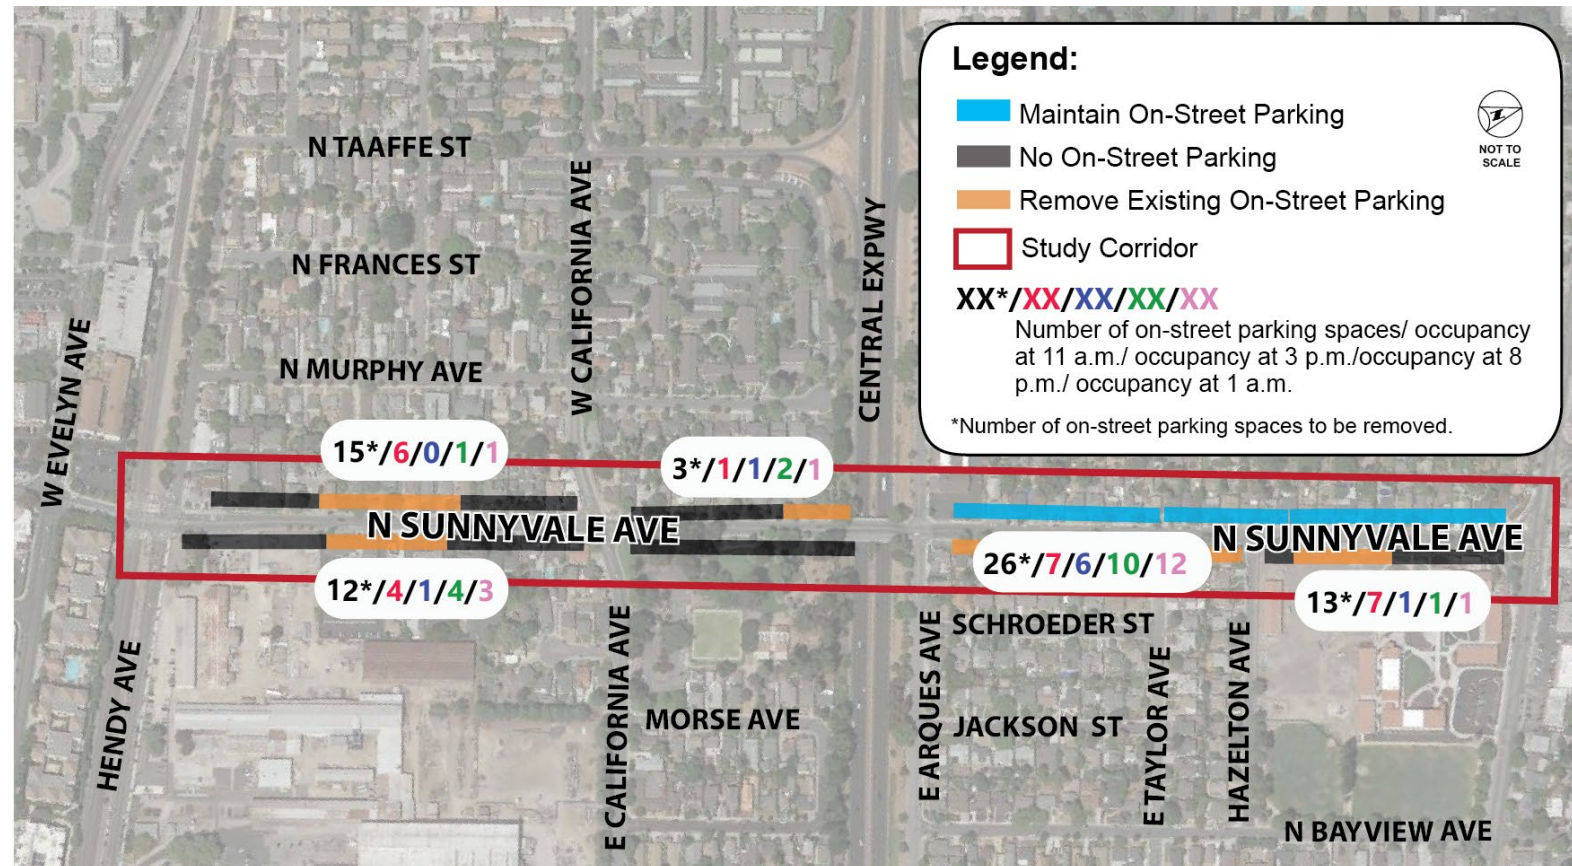 Legend:
Maintain On-Street Parking
No On-Street Parking
Remove Existing On-Street Parking
Study Corridor
NOT TO
SCALE
XX*/XX/XX/XX/XX
Number of on-street parking spaces/ occupancy
at 11 a.m./ occupancy at 3 p.m./occupancy at 8
p.m./ occupancy at 1 a.m.
*Number of on-street parking spaces to be removed.
N TAAFFE ST
N FRANCES ST
N MURPHY AVE
W CALIFORNIA AVE
CENTRAL EXPWY
W EVELYN AVE
15*/6/0/1/1
3*/1/1/2/1
N SUNNYVALE AVE
N SUNNYVALE AVE
12*/4/1/4/3
26*/7/6/10/12
13*/7/1/1/1
HENDY AVE
E CALIFORNIA AVE
MORSE AVE
E ARQUES AVE
SCHROEDER ST
JACKSON ST
E TAYLOR AVE
HAZELTON AVE
N BAYVIEW AVE